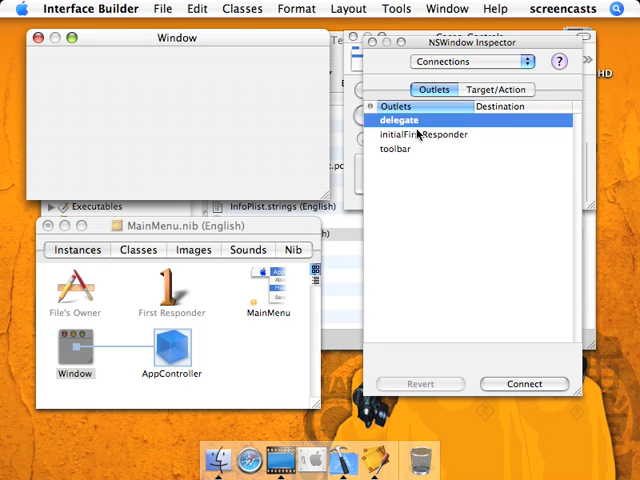 Interface Builder File Edit Classes Format Layout Tools Window Help screencasts
Window
NSWindow Inspector
Connections
?
HD
Outlets Target/Action
Outlets Destination
delegate
initialFirstResponder
toolbar
Executables
InfoPlist.strings (English)
MainMenu.nib (English)
Instances Classes Images Sounds Nib
File's Owner First Responder MainMenu
Window AppController
Revert Connect